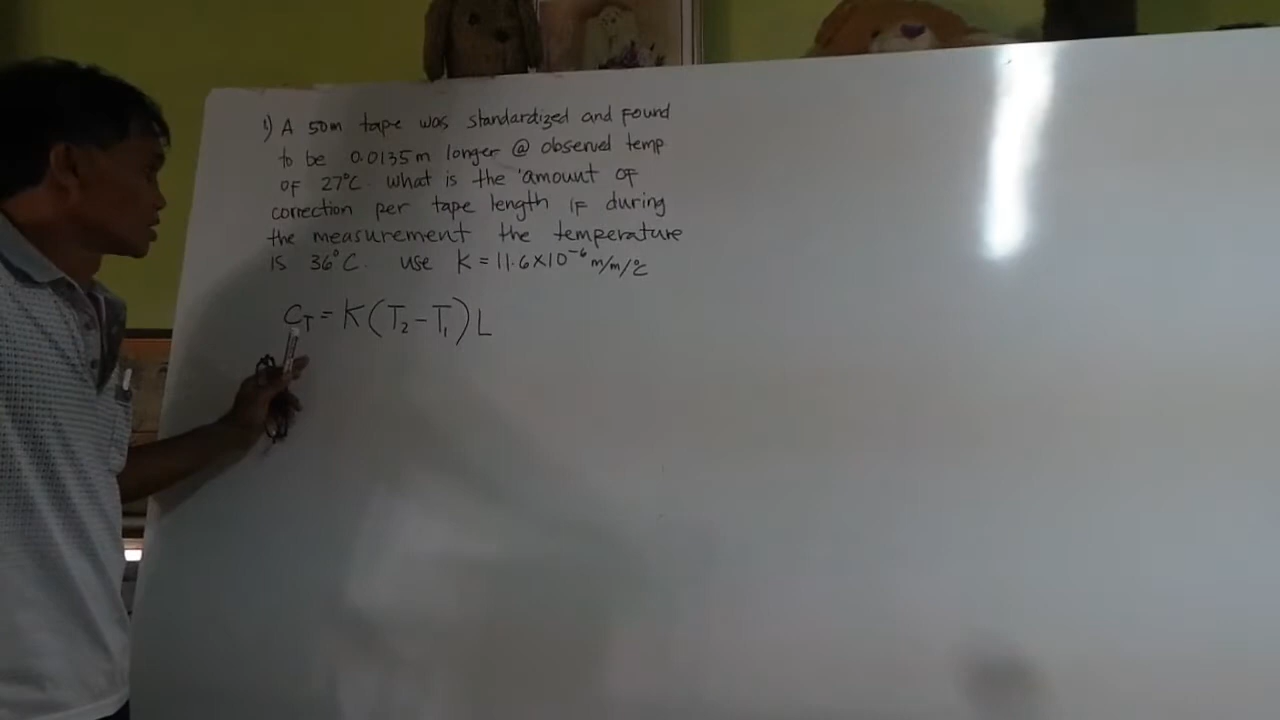 1) A 50m tape was standardized and found
to be 0.0135m longer @ observed temp
of 27°C. what is the amount of
correction per tape length if during
the measurement the temperature
is 36°C. use K = 11.6x10⁻⁶ m/m/°C
C_T = K(T₂-T₁)L